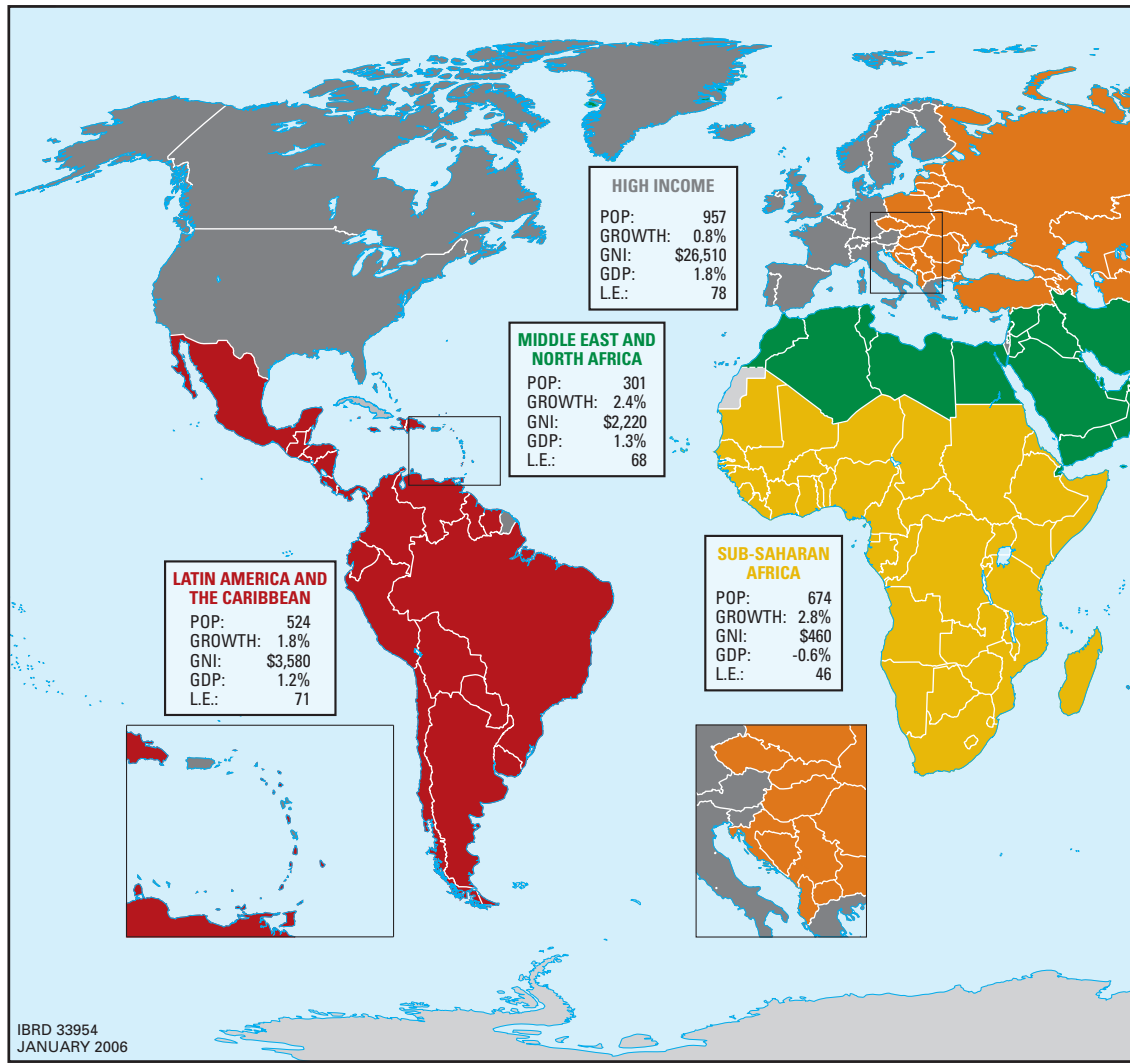 HIGH INCOME
POP: 957
GROWTH: 0.8%
GNI: $26,510
GDP: 1.8%
L.E.: 78
MIDDLE EAST AND
NORTH AFRICA
POP: 301
GROWTH: 2.4%
GNI: $2,220
GDP: 1.3%
L.E.: 68
LATIN AMERICA AND
THE CARIBBEAN
POP: 524
GROWTH: 1.8%
GNI: $3,580
GDP: 1.2%
L.E.: 71
SUB-SAHARAN
AFRICA
POP: 674
GROWTH: 2.8%
GNI: $460
GDP: -0.6%
L.E.: 46
IBRD 33954
JANUARY 2006